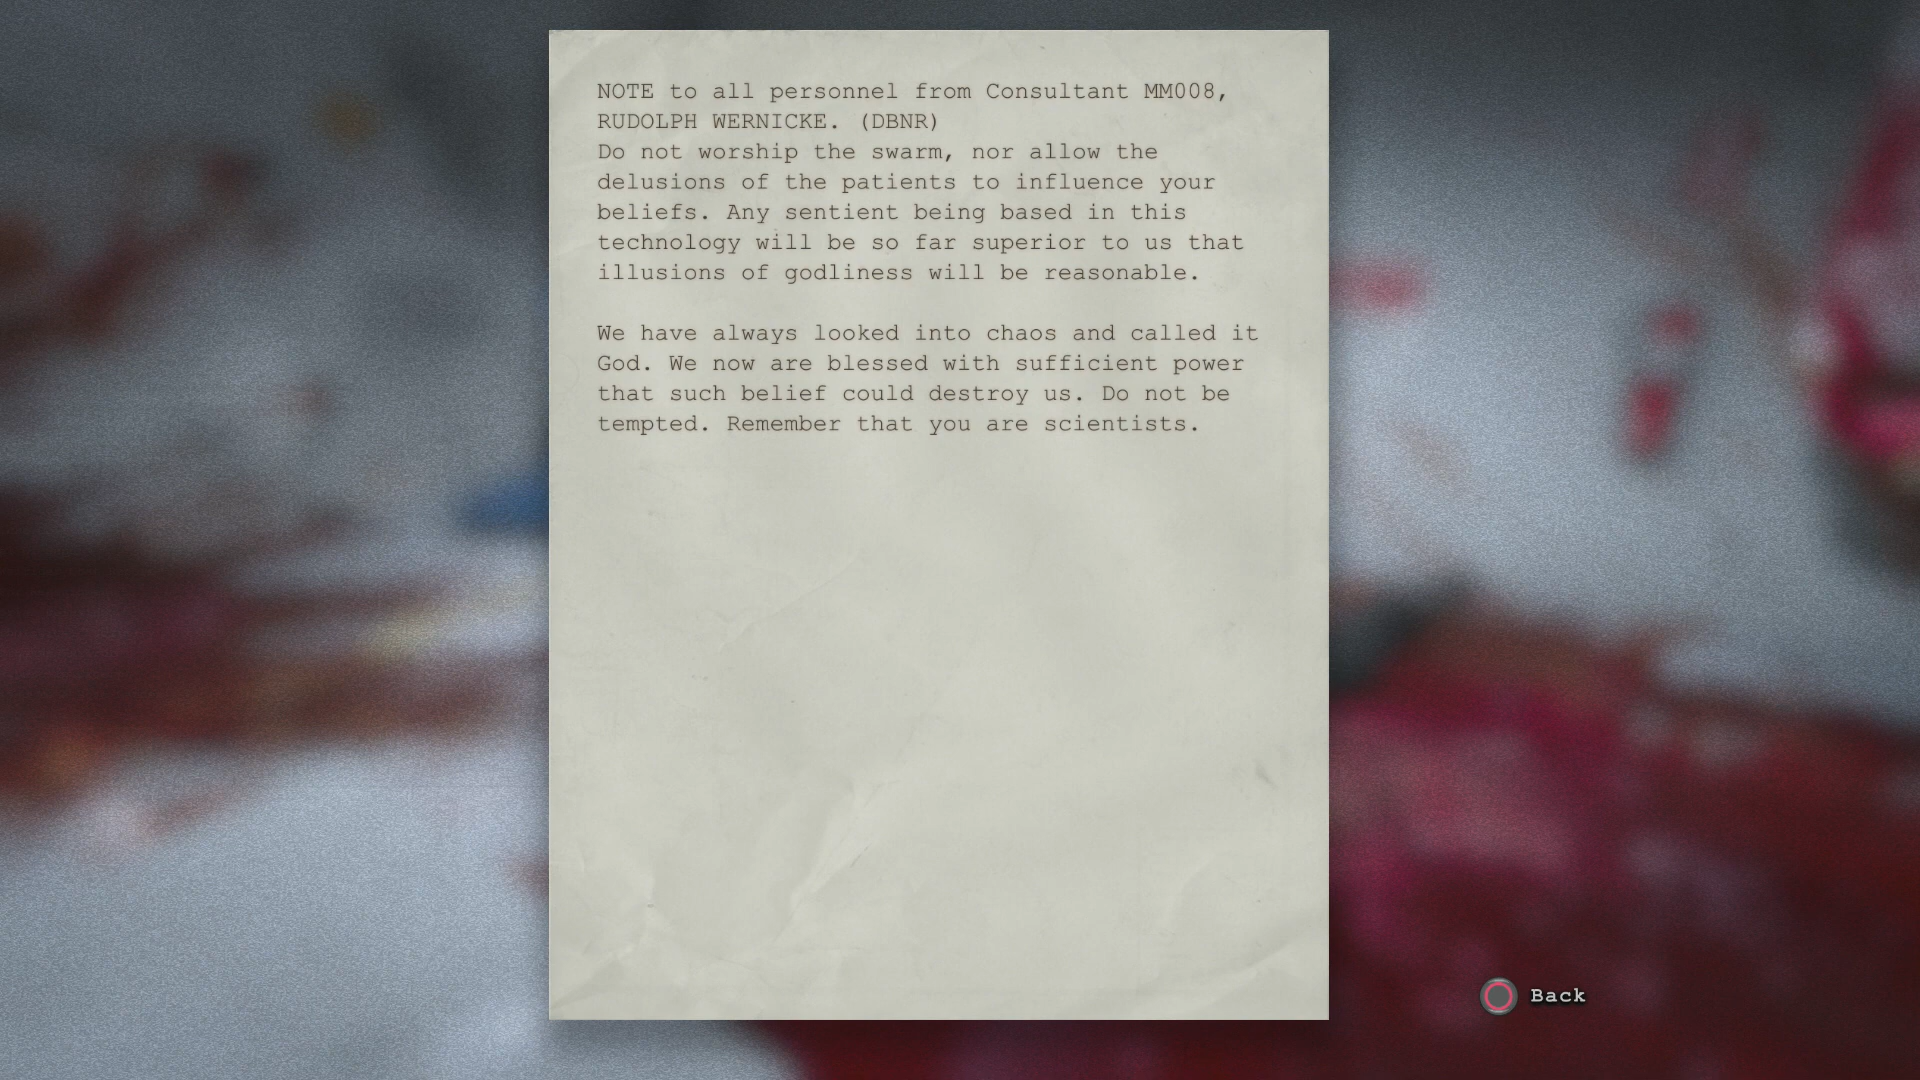 NOTE to all personnel from Consultant MM008,
RUDOLPH WERNICKE. (DBNR)
Do not worship the swarm, nor allow the
delusions of the patients to influence your
beliefs. Any sentient being based in this
technology will be so far superior to us that
illusions of godliness will be reasonable.
We have always looked into chaos and called it
God. We now are blessed with sufficient power
that such belief could destroy us. Do not be
tempted. Remember that you are scientists.
Back